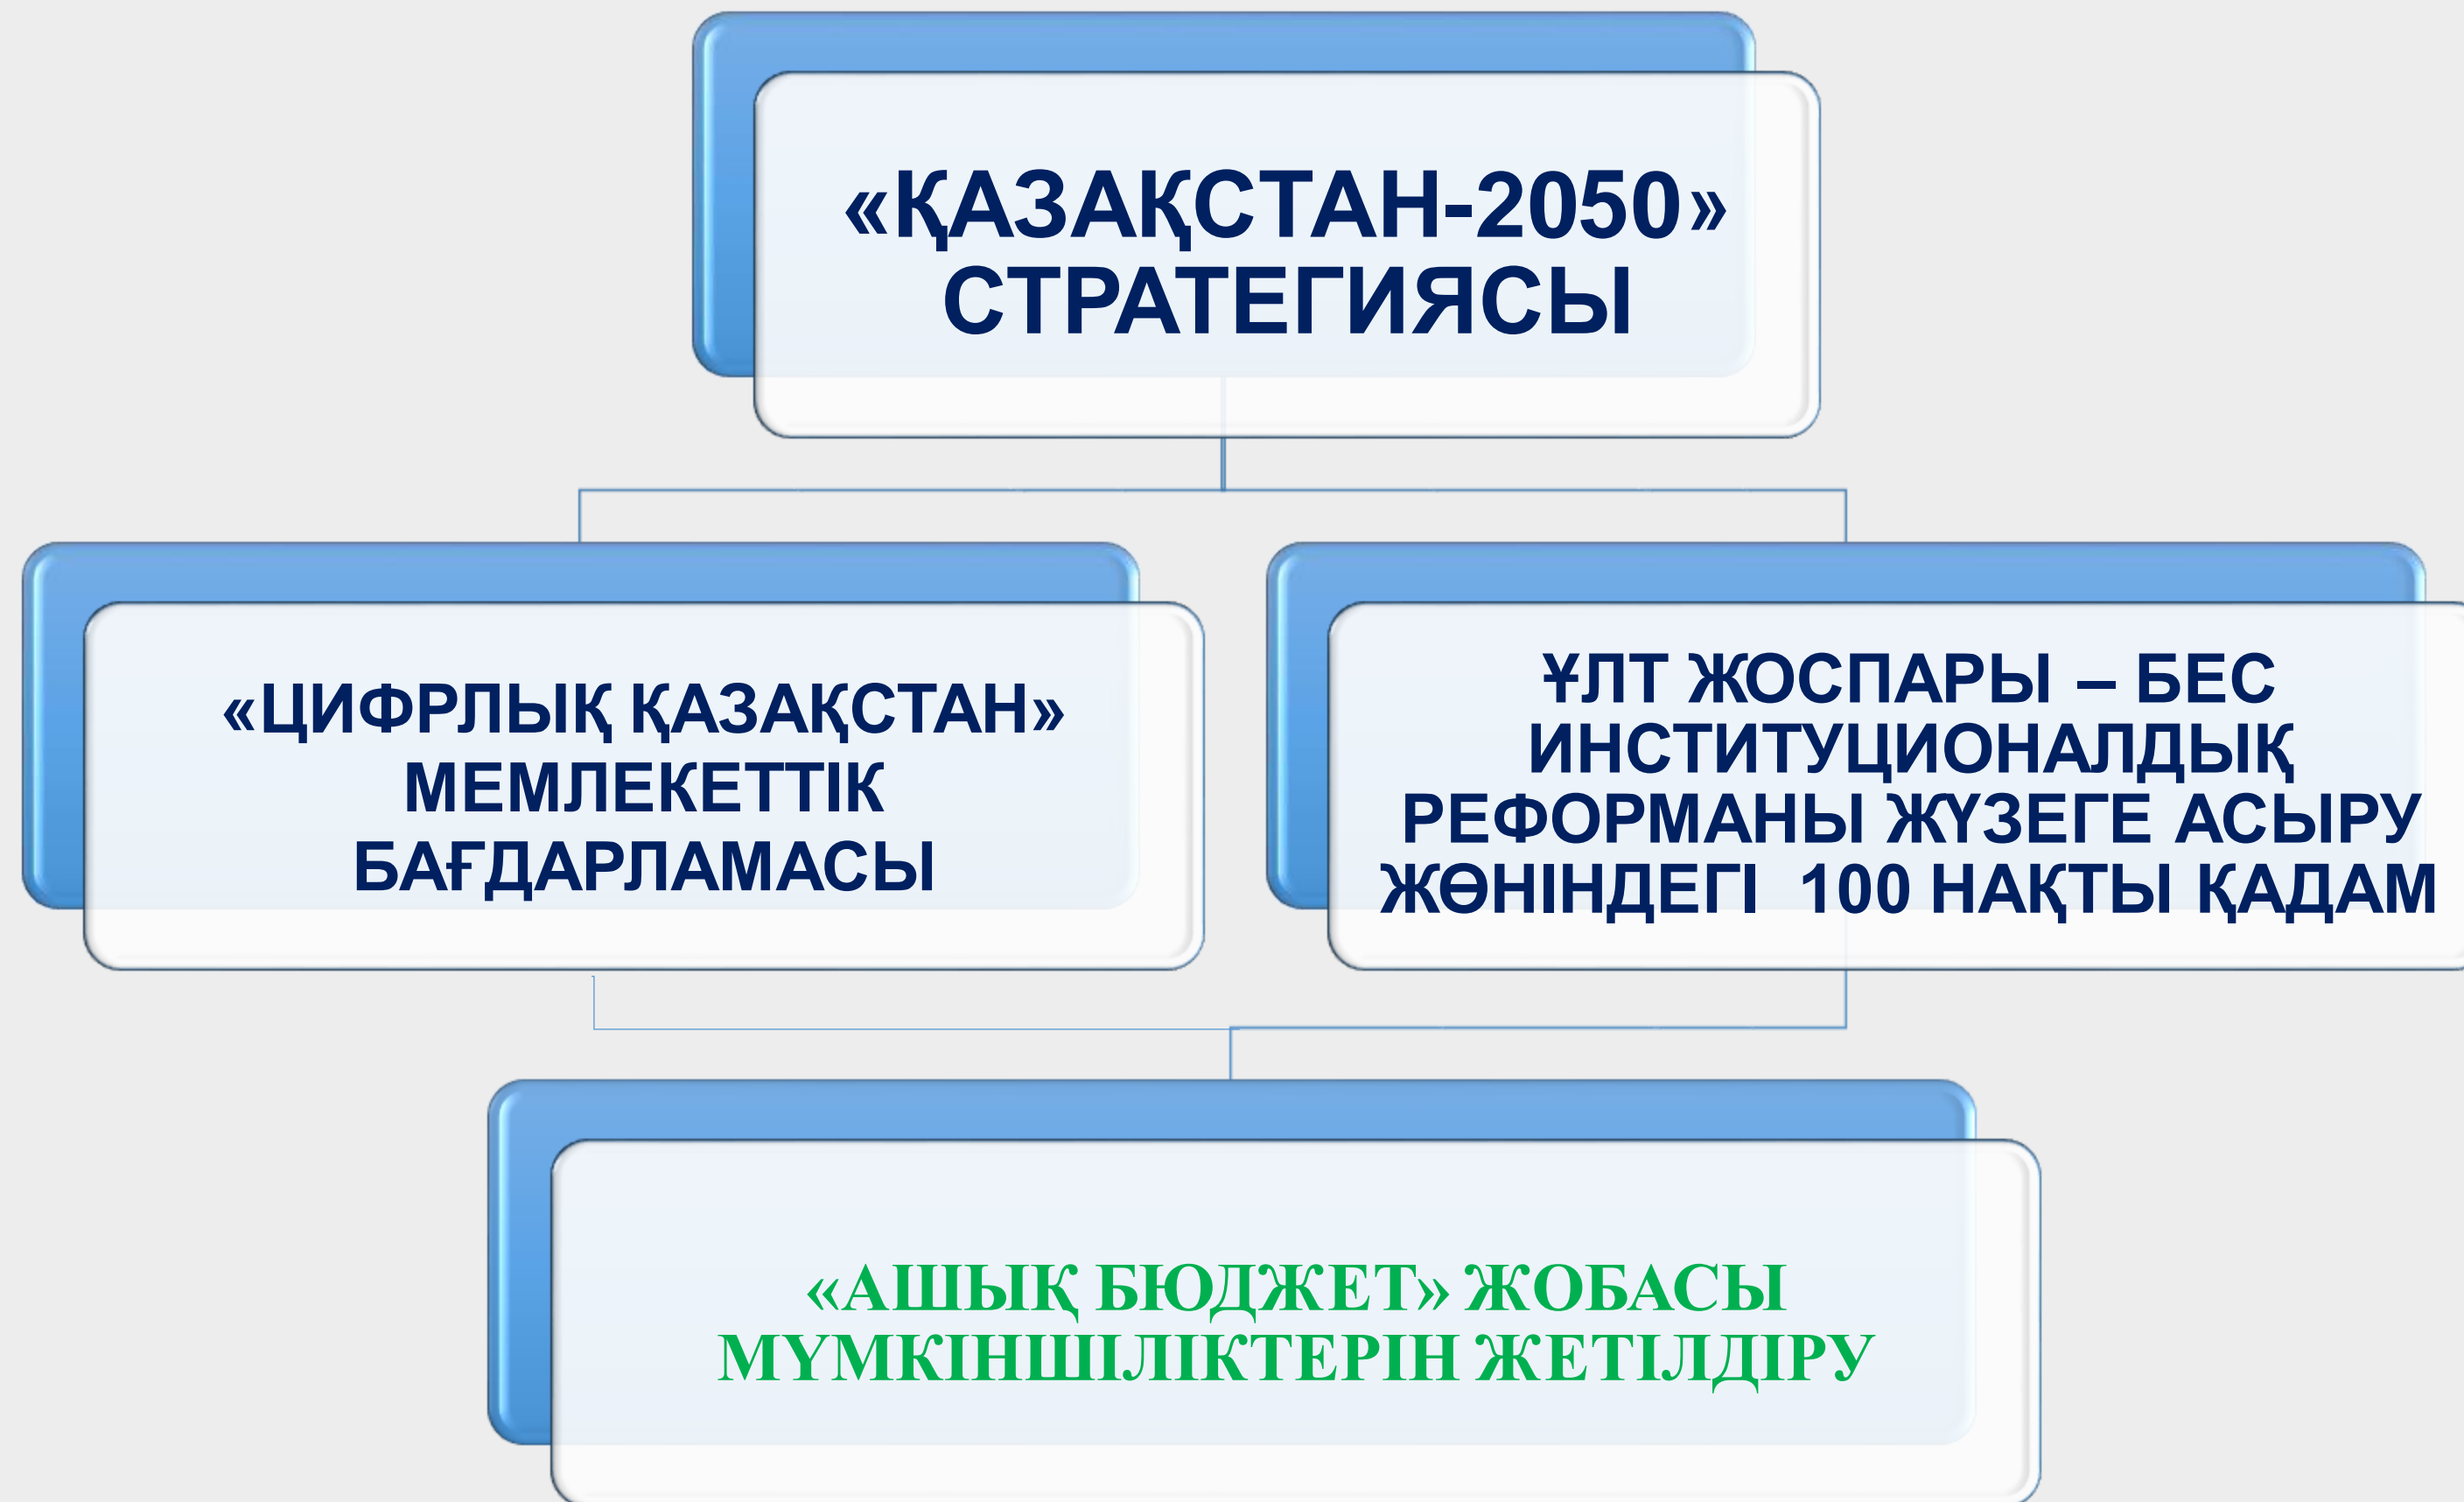 «ҚАЗАҚСТАН-2050»
СТРАТЕГИЯСЫ
«ЦИФРЛЫҚ ҚАЗАҚСТАН»
МЕМЛЕКЕТТІК
БАҒДАРЛАМАСЫ
ҰЛТ ЖОСПАРЫ – БЕС
ИНСТИТУЦИОНАЛДЫҚ
РЕФОРМАНЫ ЖҮЗЕГЕ АСЫРУ
ЖӨНІНДЕГІ 100 НАҚТЫ ҚАДАМ
«АШЫҚ БЮДЖЕТ» ЖОБАСЫ
МҮМКІНШІЛІКТЕРІН ЖЕТІЛДІРУ